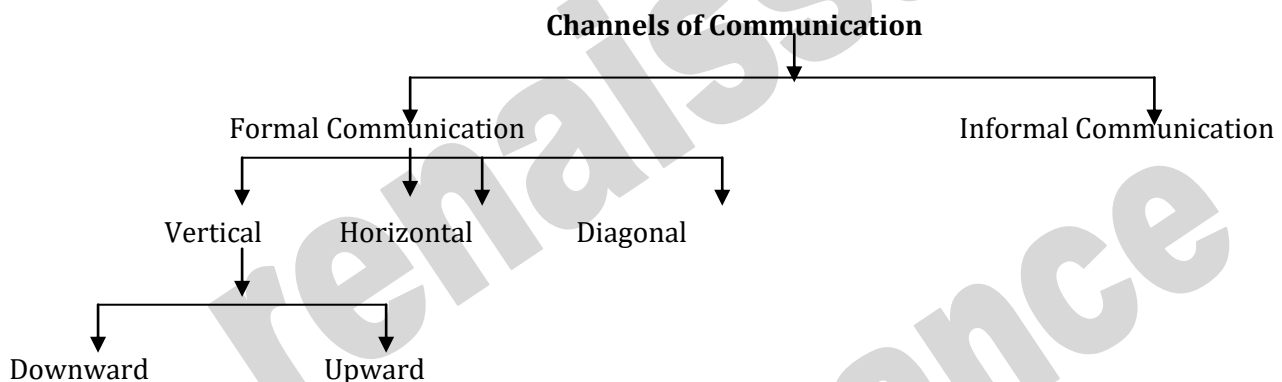 Channels of Communication
Formal Communication Informal Communication
Vertical Horizontal Diagonal
Downward Upward